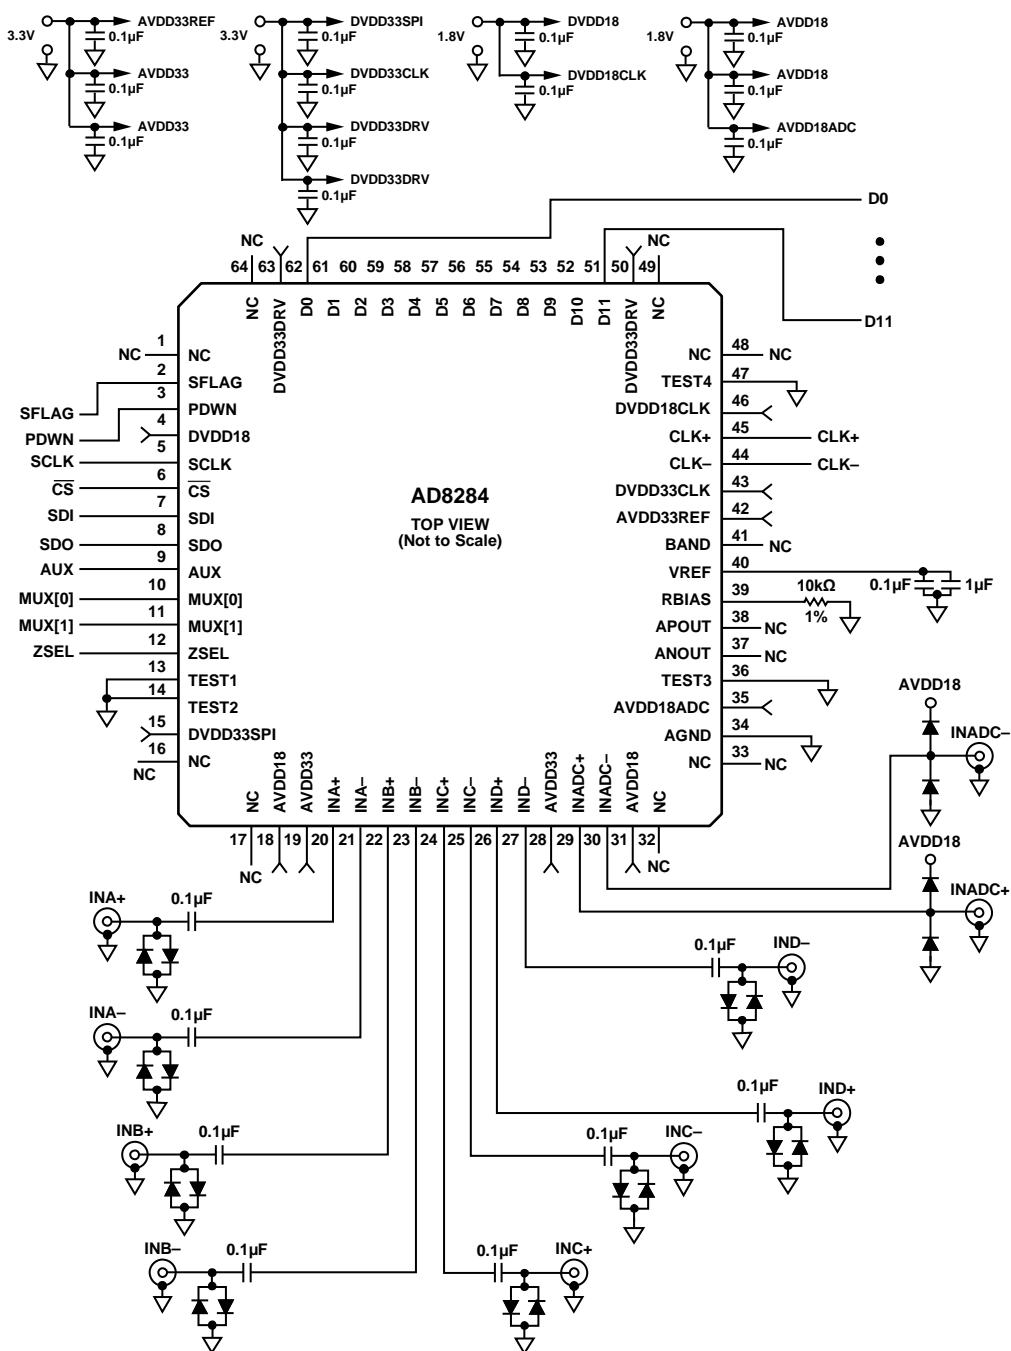 3.3V
AVDD33REF
0.1µF
AVDD33
0.1µF
AVDD33
0.1µF
3.3V
DVDD33SPI
0.1µF
DVDD33CLK
0.1µF
DVDD33DRV
0.1µF
DVDD33DRV
0.1µF
1.8V
DVDD18
0.1µF
DVDD18CLK
0.1µF
1.8V
AVDD18
0.1µF
AVDD18
0.1µF
AVDD18ADC
0.1µF
D0
D11
NC
NC
64 63 62 61 60 59 58 57 56 55 54 53 52 51 50 49
NC
DVDD33DRV
D0
D1
D2
D3
D4
D5
D6
D7
D8
D9
D10
D11
DVDD33DRV
NC
NC 1 NC
SFLAG 2 SFLAG
PDWN 3 PDWN
4 DVDD18
SCLK 5 SCLK
CS 6 CS
SDI 7 SDI
SDO 8 SDO
AUX 9 AUX
MUX[0] 10 MUX[0]
MUX[1] 11 MUX[1]
ZSEL 12 ZSEL
13 TEST1
14 TEST2
15 DVDD33SPI
NC 16 NC
AD8284
TOP VIEW
(Not to Scale)
NC 48 NC
TEST4 47
DVDD18CLK 46
CLK+ 45 CLK+
CLK– 44 CLK–
DVDD33CLK 43
AVDD33REF 42
BAND 41 NC
VREF 40 0.1µF 1µF
RBIAS 39 10kΩ
1%
APOUT 38 NC
ANOUT 37 NC
TEST3 36
AVDD18ADC 35
AGND 34
NC 33 NC
NC
AVDD18
AVDD33
INA+
INA–
INB+
INB–
INC+
INC–
IND+
IND–
AVDD33
INADC+
INADC–
AVDD18
NC
17 18 19 20 21 22 23 24 25 26 27 28 29 30 31 32
NC
NC
AVDD18
INADC–
AVDD18
INADC+
INA+
0.1µF
INA–
0.1µF
INB+
0.1µF
INB–
0.1µF
0.1µF
IND–
0.1µF
IND+
0.1µF
INC–
0.1µF
INC+